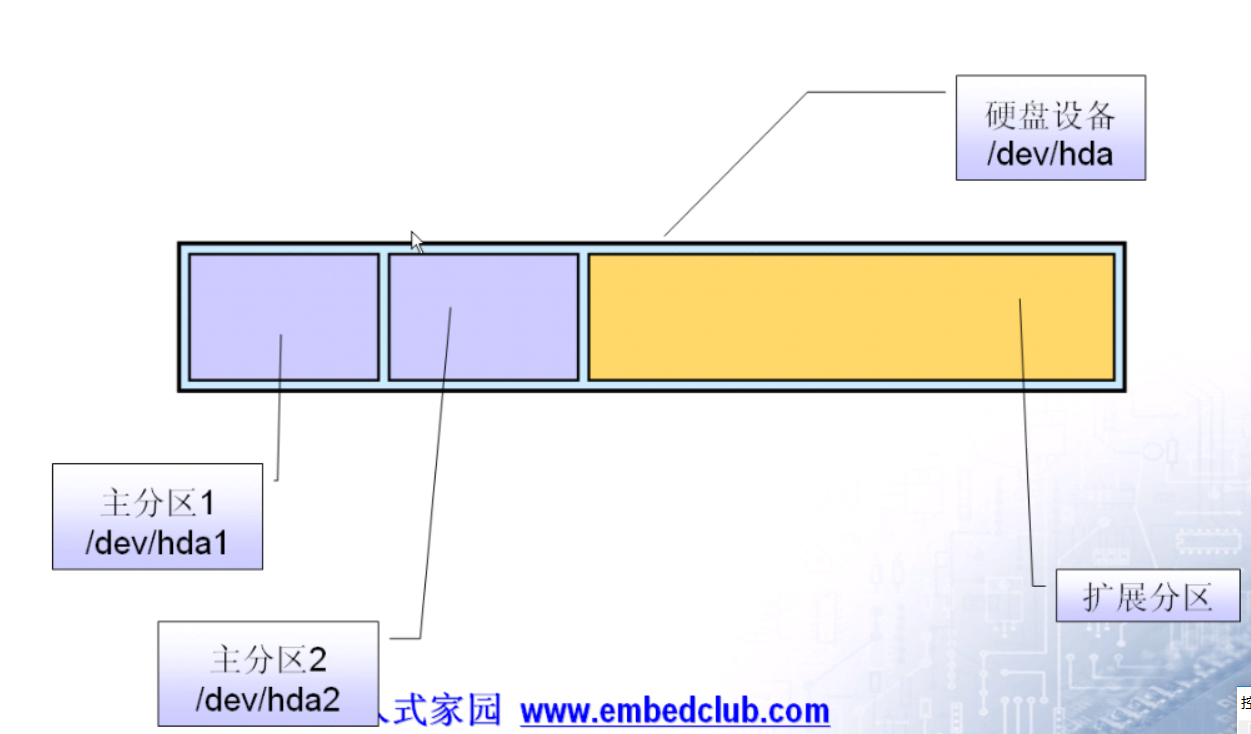 硬盘设备
/dev/hda
主分区1
/dev/hda1
扩展分区
主分区2
/dev/hda2
式家园 www.embedclub.com